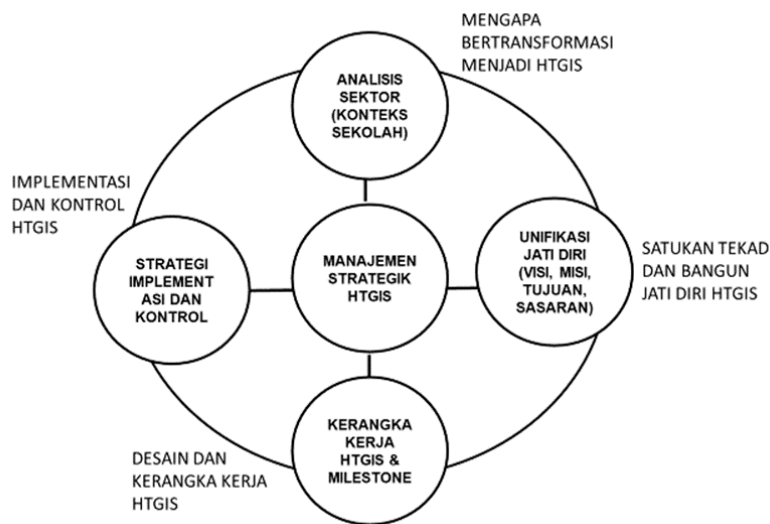 MENGAPA
BERTRANSFORMASI
MENJADI HTGIS
ANALISIS
SEKTOR
(KONTEKS
SEKOLAH)
IMPLEMENTASI
DAN KONTROL
HTGIS
STRATEGI
IMPLEMENT
ASI DAN
KONTROL
MANAJEMEN
STRATEGIK
HTGIS
UNIFIKASI
JATI DIRI
(VISI, MISI,
TUJUAN,
SASARAN)
SATUKAN TEKAD
DAN BANGUN
JATI DIRI HTGIS
KERANGKA
KERJA
HTGIS &
MILESTONE
DESAIN DAN
KERANGKA KERJA
HTGIS